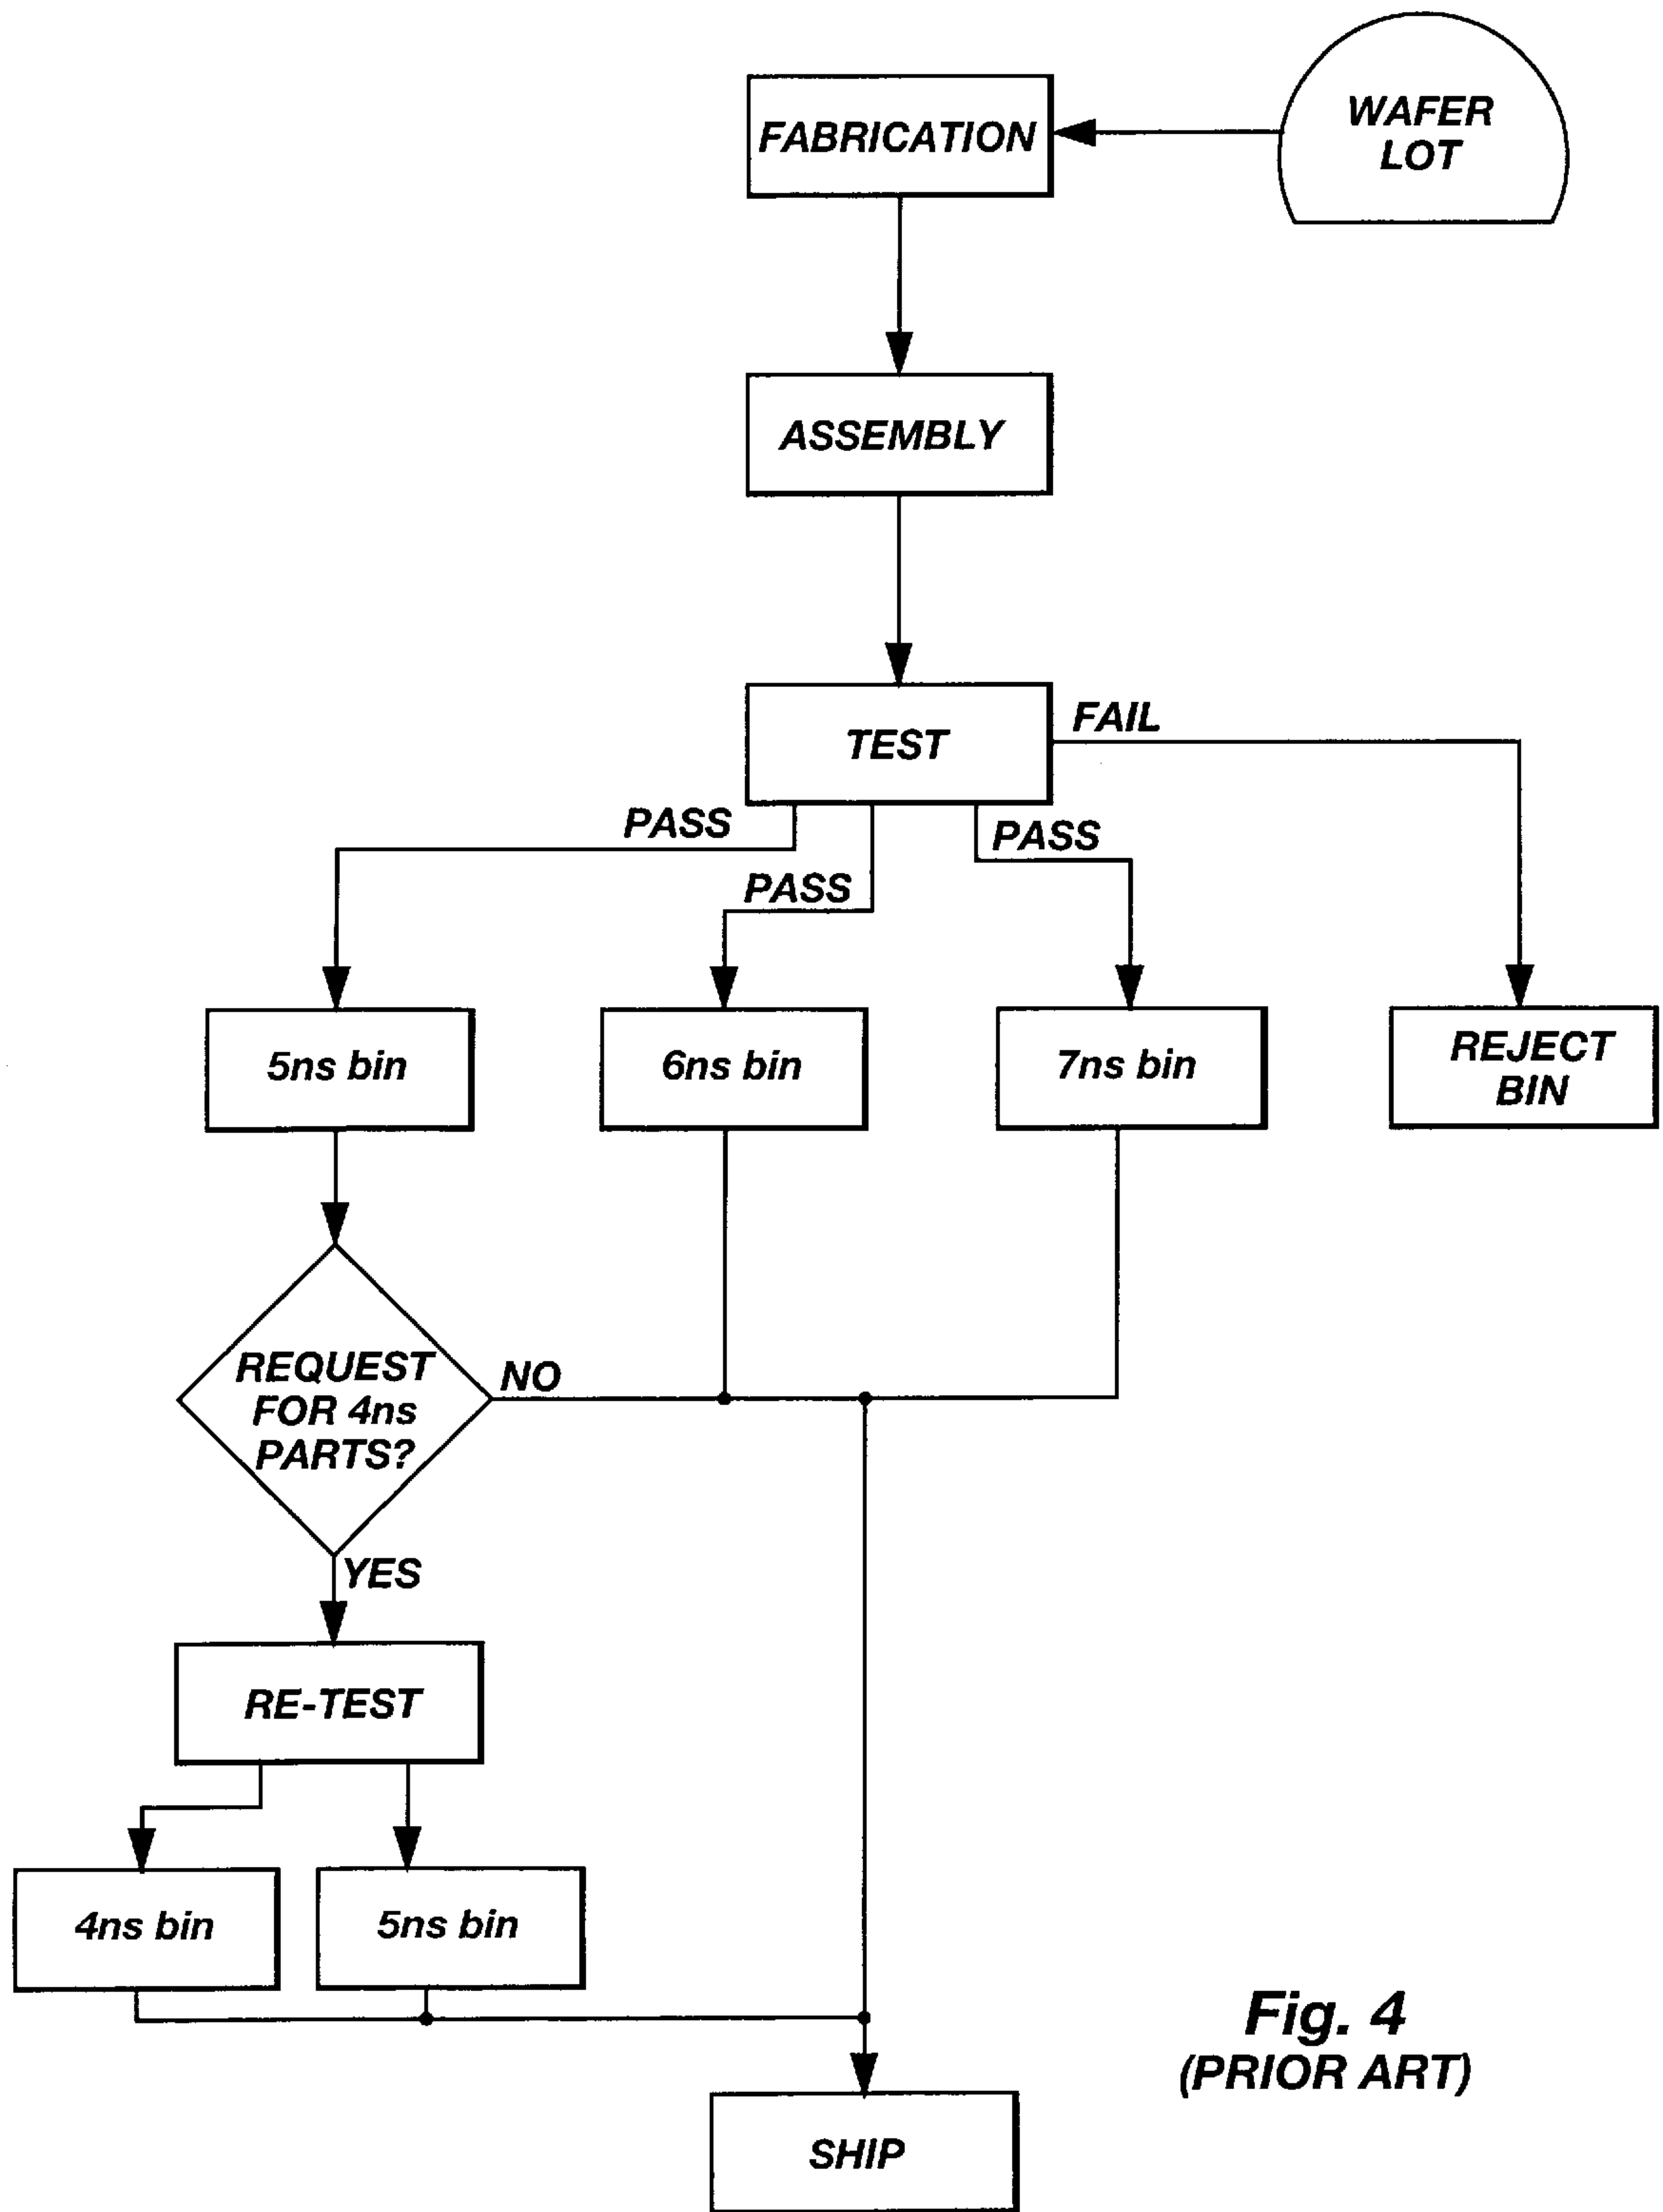 WAFER
LOT
FABRICATION
ASSEMBLY
TEST
FAIL
PASS
PASS
PASS
5ns bin
6ns bin
7ns bin
REJECT
BIN
REQUEST
FOR 4ns
PARTS?
NO
YES
RE-TEST
4ns bin
5ns bin
Fig. 4
(PRIOR ART)
SHIP